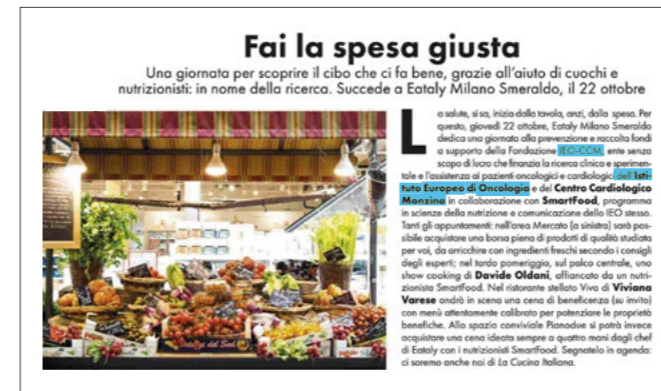 Fai la spesa giusta
Una giornata per scoprire il cibo che ci fa bene, grazie all'aiuto di cuochi e
nutrizionisti: in nome della ricerca. Succede a Eataly Milano Smeraldo, il 22 ottobre
La salute, si sa, inizia dalla tavola, anzi, dalla spesa. Per
questo, giovedì 22 ottobre, Eataly Milano Smeraldo
dedica una giornata alla prevenzione e raccolta fondi
a supporto della Fondazione IEO-CCM, ente senza
scopo di lucro che finanzia la ricerca clinica e sperimen-
tale e l'assistenza ai pazienti oncologici e cardiologici dell'Isti-
tuto Europeo di Oncologia e del Centro Cardiologico
Monzino in collaborazione con SmartFood, programma
in scienze della nutrizione e comunicazione dello IEO stesso.
Tanti gli appuntamenti: nell'area Mercato (a sinistra) sarà pos-
sibile acquistare una borsa piena di prodotti di qualità studiata
per voi, da arricchire con ingredienti freschi secondo i consigli
degli esperti; nel tardo pomeriggio, sul palco centrale, uno
show cooking di Davide Oldani, affiancato da un nutri-
zionista SmartFood. Nel ristorante stellato Viva di Viviana
Varese andrà in scena una cena di beneficenza (su invito)
con menù attentamente calibrato per potenziare le proprietà
benefiche. Allo spazio conviviale Pianodue si potrà invece
acquistare una cena ideata sempre a quattro mani dagli chef
di Eataly con i nutrizionisti SmartFood. Segnatelo in agenda:
ci saremo anche noi di La Cucina Italiana.